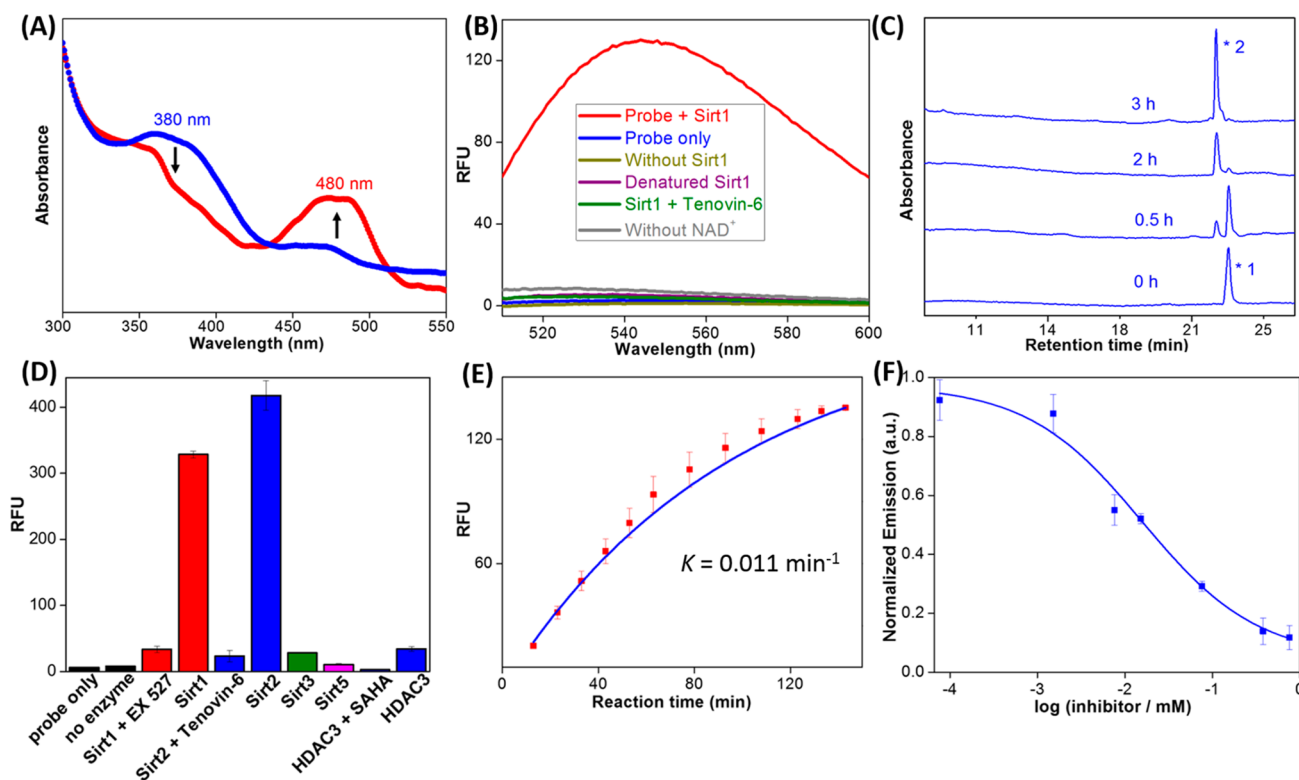 (A)
380 nm
480 nm
Absorbance
300
350
400
450
500
550
Wavelength (nm)
(B)
120
80
40
0
RFU
Probe + Sirt1
Probe only
Without Sirt1
Denatured Sirt1
Sirt1 + Tenovin-6
Without NAD⁺
520
540
560
580
600
Wavelength (nm)
(C)
* 2
3 h
2 h
0.5 h
0 h
* 1
Absorbance
11
14
18
21
25
Retention time (min)
(D)
400
300
200
100
0
RFU
probe only
no enzyme
Sirt1 + EX 527
Sirt1
Sirt2 + Tenovin-6
Sirt2
Sirt3
Sirt5
HDAC3 + SAHA
HDAC3
(E)
120
60
RFU
K = 0.011 min⁻¹
0
40
80
120
Reaction time (min)
(F)
1.0
0.8
0.6
0.4
0.2
0.0
Normalized Emission (a.u.)
-4
-3
-2
-1
0
log (inhibitor / mM)